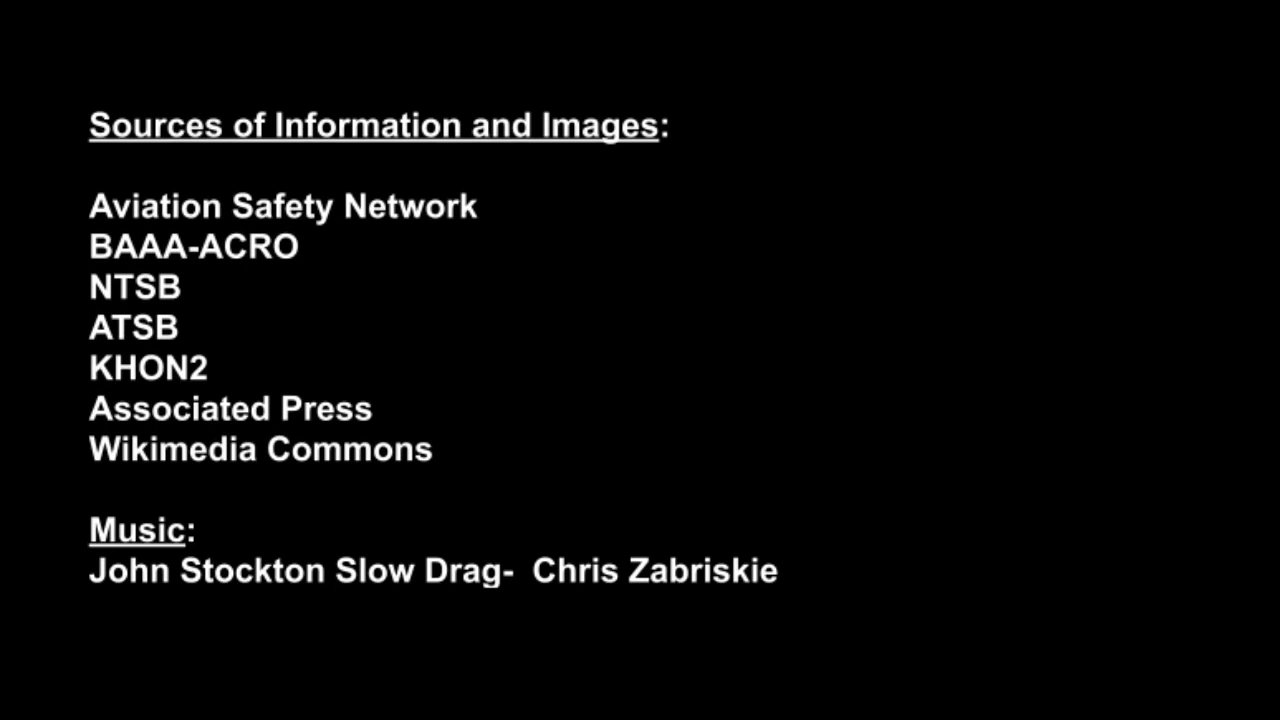 Sources of Information and Images:
Aviation Safety Network
BAAA-ACRO
NTSB
ATSB
KHON2
Associated Press
Wikimedia Commons
Music:
John Stockton Slow Drag-  Chris Zabriskie